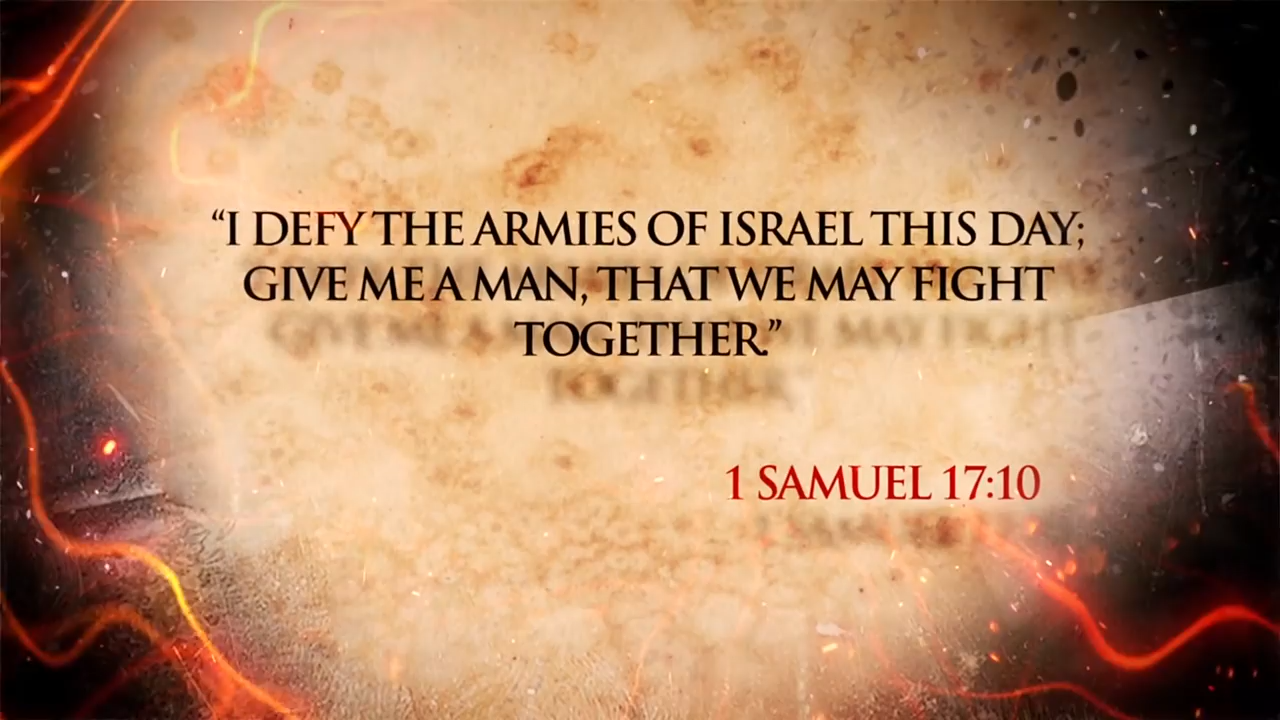 “I DEFY THE ARMIES OF ISRAEL THIS DAY;
GIVE ME A MAN, THAT WE MAY FIGHT
TOGETHER.”
1 SAMUEL 17:10